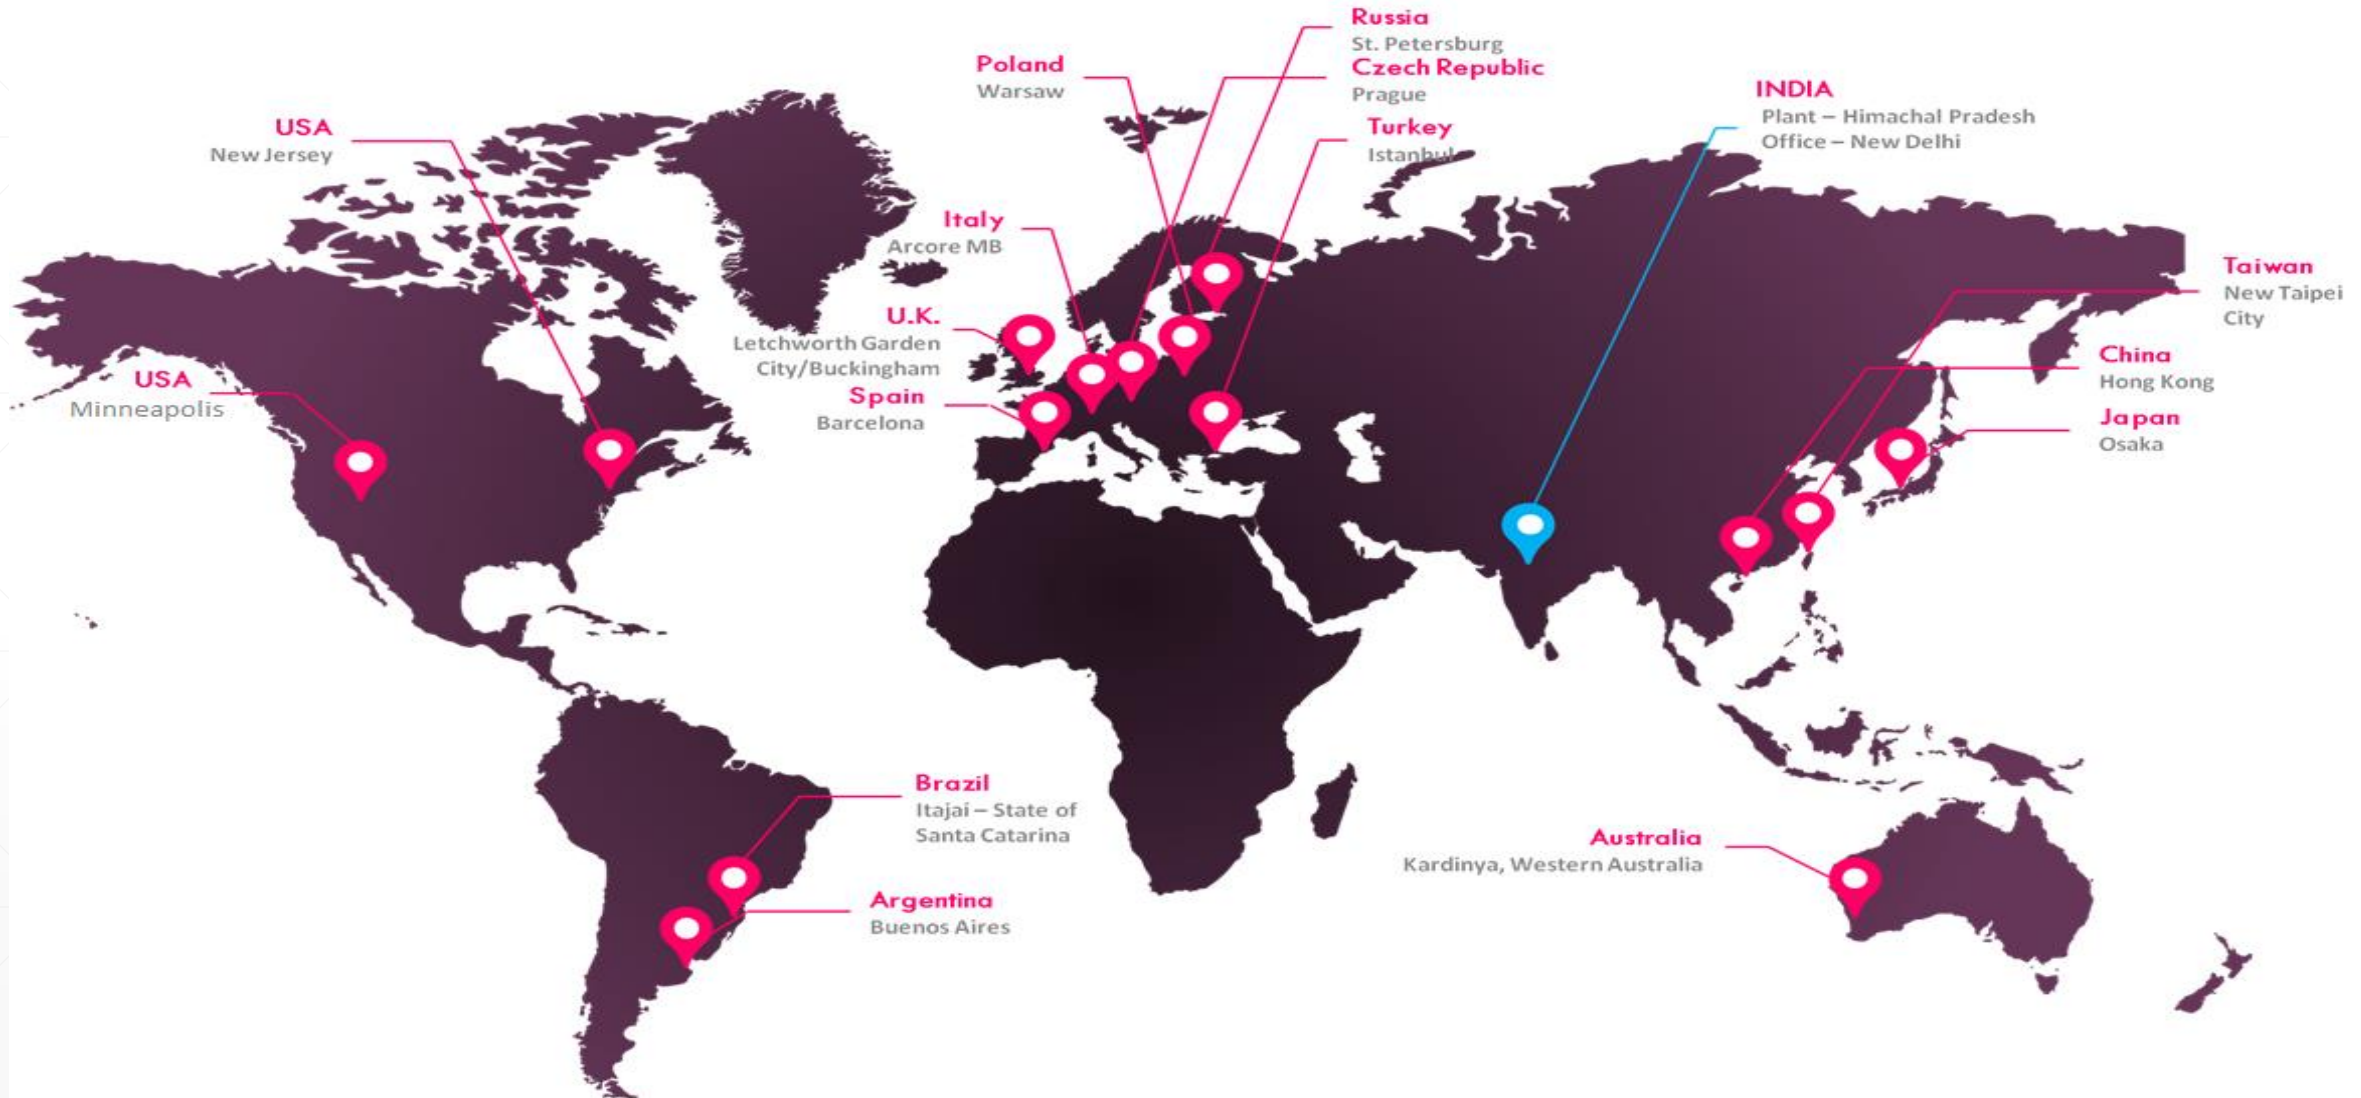 Russia
St. Petersburg
Czech Republic
Prague
Poland
Warsaw
INDIA
Plant – Himachal Pradesh
Office – New Delhi
USA
New Jersey
Turkey
Istanbul
Italy
Arcore MB
Taiwan
New Taipei
City
U.K.
Letchworth Garden
City/Buckingham
China
Hong Kong
USA
Minneapolis
Spain
Barcelona
Japan
Osaka
Brazil
Itajai – State of
Santa Catarina
Australia
Kardinya, Western Australia
Argentina
Buenos Aires